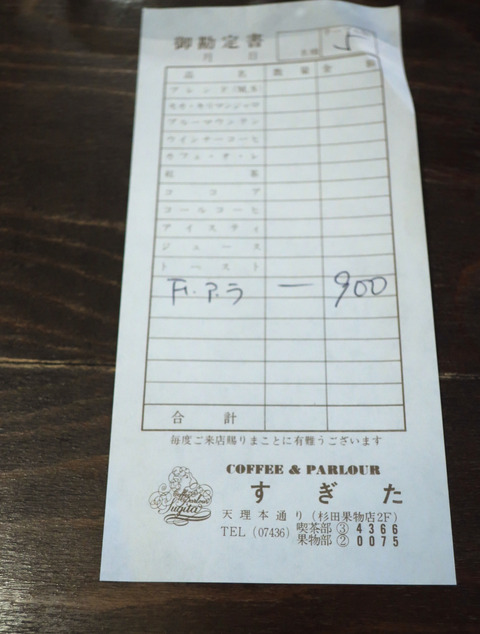 御勘定書
月 日
名様 5
品 名 数 量 金 額
ブレンド/M.S
モカ・キリマンジャロ
ブルーマウンテン
ウインナーコーヒ
カフェ・オ・レ
紅 茶
コ コ ア
コールコーヒ
アイスティ
ジ ュ ー ス
ト ー ス ト
F.P.ラ 一 900
合 計
毎度ご来店賜りまことに有難うございます
COFFEE & PARLOUR
す ぎ た
Sugita
天理本通り(杉田果物店2F)
TEL (07436) 喫茶部 ③ 4366
果物部 ② 0075